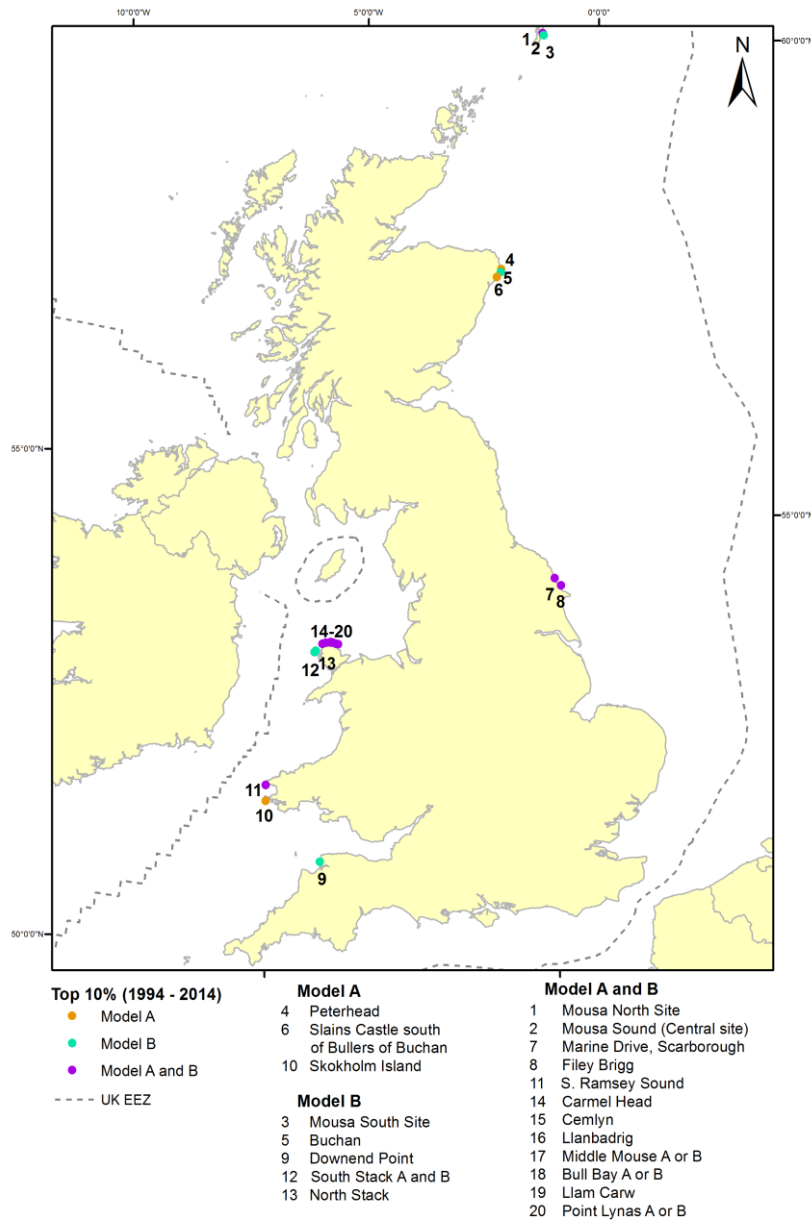 10°0'0"W
5°0'0"W
0°0'0"
60°0'0"N
N
1
2
3
4
5
6
55°0'0"N
55°0'0"N
7
8
14-20
13
12
11
10
9
50°0'0"N
Top 10% (1994 - 2014)
Model A
Model B
Model A and B
UK EEZ
Model A
4 Peterhead
6 Slains Castle south
of Bullers of Buchan
10 Skokholm Island
Model B
3 Mousa South Site
5 Buchan
9 Downend Point
12 South Stack A and B
13 North Stack
Model A and B
1 Mousa North Site
2 Mousa Sound (Central site)
7 Marine Drive, Scarborough
8 Filey Brigg
11 S. Ramsey Sound
14 Carmel Head
15 Cemlyn
16 Llanbadrig
17 Middle Mouse A or B
18 Bull Bay A or B
19 Llam Carw
20 Point Lynas A or B